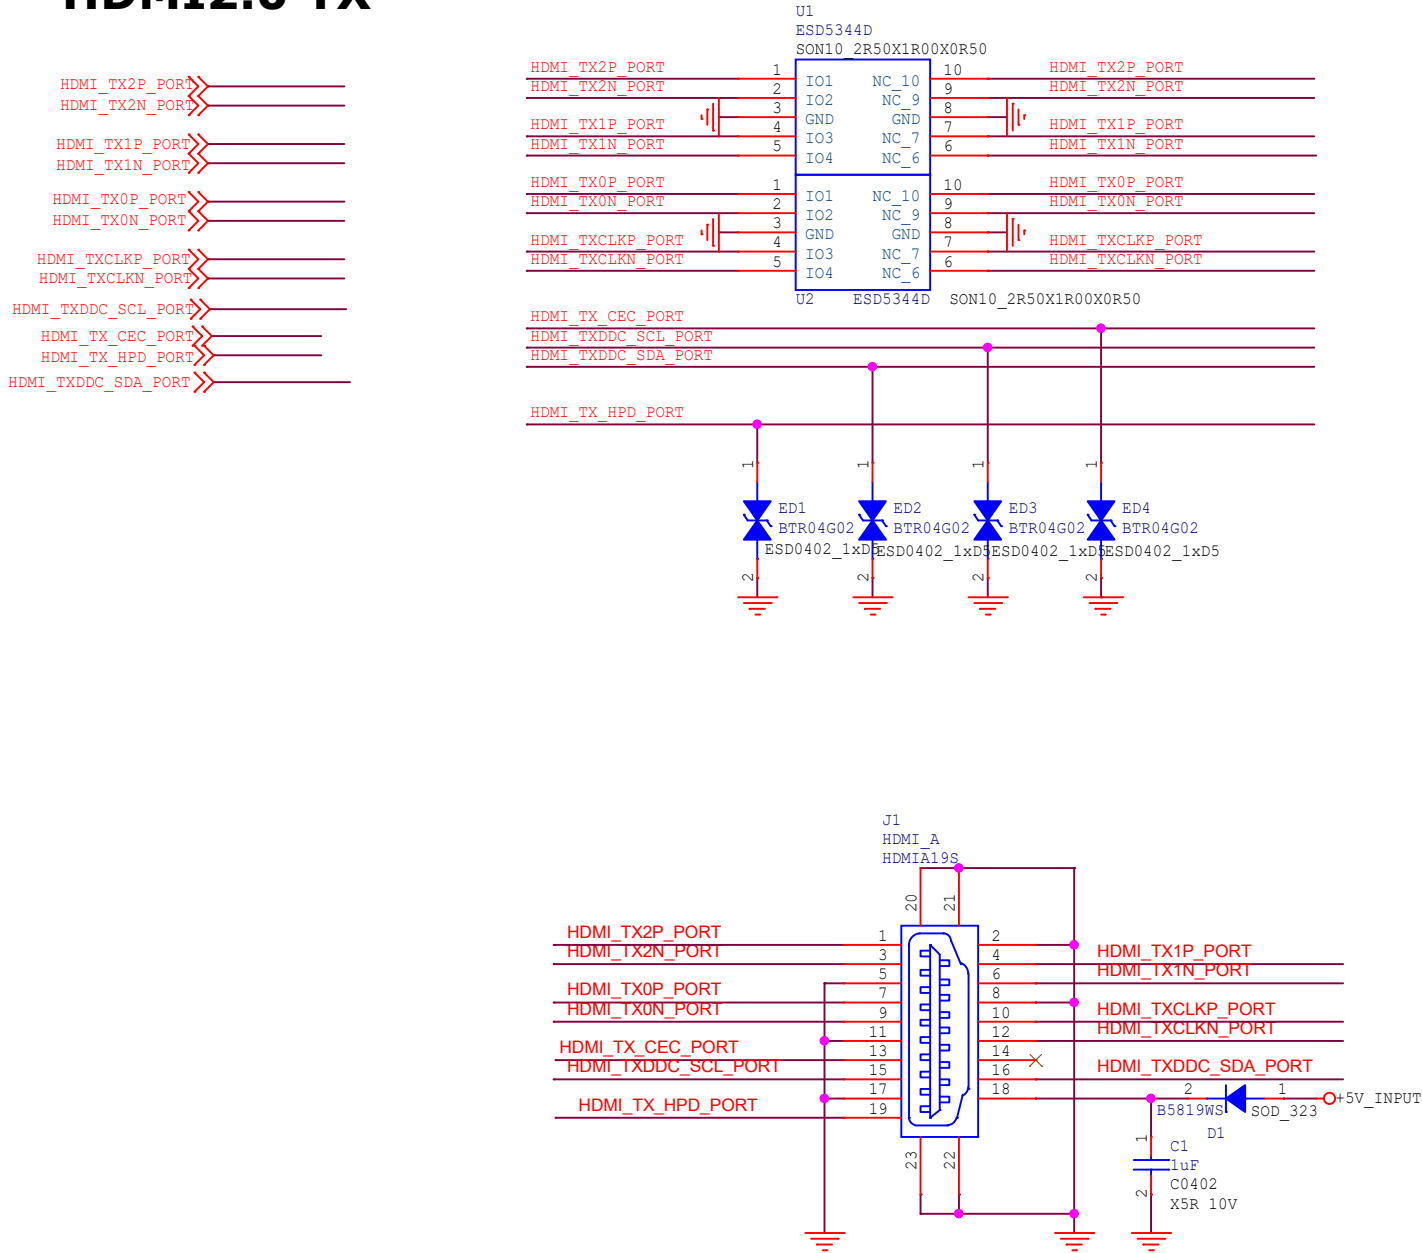 HDMI2.0 TX
HDMI_TX2P_PORT
HDMI_TX2N_PORT
HDMI_TX1P_PORT
HDMI_TX1N_PORT
HDMI_TX0P_PORT
HDMI_TX0N_PORT
HDMI_TXCLKP_PORT
HDMI_TXCLKN_PORT
HDMI_TXDDC_SCL_PORT
HDMI_TX_CEC_PORT
HDMI_TX_HPD_PORT
HDMI_TXDDC_SDA_PORT
U1
ESD5344D
SON10_2R50X1R00X0R50
HDMI_TX2P_PORT 1 IO1 NC_10 10 HDMI_TX2P_PORT
HDMI_TX2N_PORT 2 IO2 NC_9 9 HDMI_TX2N_PORT
3 GND GND 8
HDMI_TX1P_PORT 4 IO3 NC_7 7 HDMI_TX1P_PORT
HDMI_TX1N_PORT 5 IO4 NC_6 6 HDMI_TX1N_PORT
HDMI_TX0P_PORT 1 IO1 NC_10 10 HDMI_TX0P_PORT
HDMI_TX0N_PORT 2 IO2 NC_9 9 HDMI_TX0N_PORT
3 GND GND 8
HDMI_TXCLKP_PORT 4 IO3 NC_7 7 HDMI_TXCLKP_PORT
HDMI_TXCLKN_PORT 5 IO4 NC_6 6 HDMI_TXCLKN_PORT
U2 ESD5344D SON10_2R50X1R00X0R50
HDMI_TX_CEC_PORT
HDMI_TXDDC_SCL_PORT
HDMI_TXDDC_SDA_PORT
HDMI_TX_HPD_PORT
1 1 1 1
ED1 ED2 ED3 ED4
BTR04G02 BTR04G02 BTR04G02 BTR04G02
ESD0402_1xD5 ESD0402_1xD5 ESD0402_1xD5 ESD0402_1xD5
2 2 2 2
J1
HDMI_A
HDMIA19S
20 21
HDMI_TX2P_PORT 1 2
HDMI_TX2N_PORT 3 4 HDMI_TX1P_PORT
5 6 HDMI_TX1N_PORT
HDMI_TX0P_PORT 7 8
HDMI_TX0N_PORT 9 10 HDMI_TXCLKP_PORT
11 12 HDMI_TXCLKN_PORT
HDMI_TX_CEC_PORT 13 14
HDMI_TXDDC_SCL_PORT 15 16 HDMI_TXDDC_SDA_PORT
17 18 2 1 +5V_INPUT
HDMI_TX_HPD_PORT 19 B5819WS SOD_323
D1
23 22
1 C1
1uF
2 C0402
X5R 10V